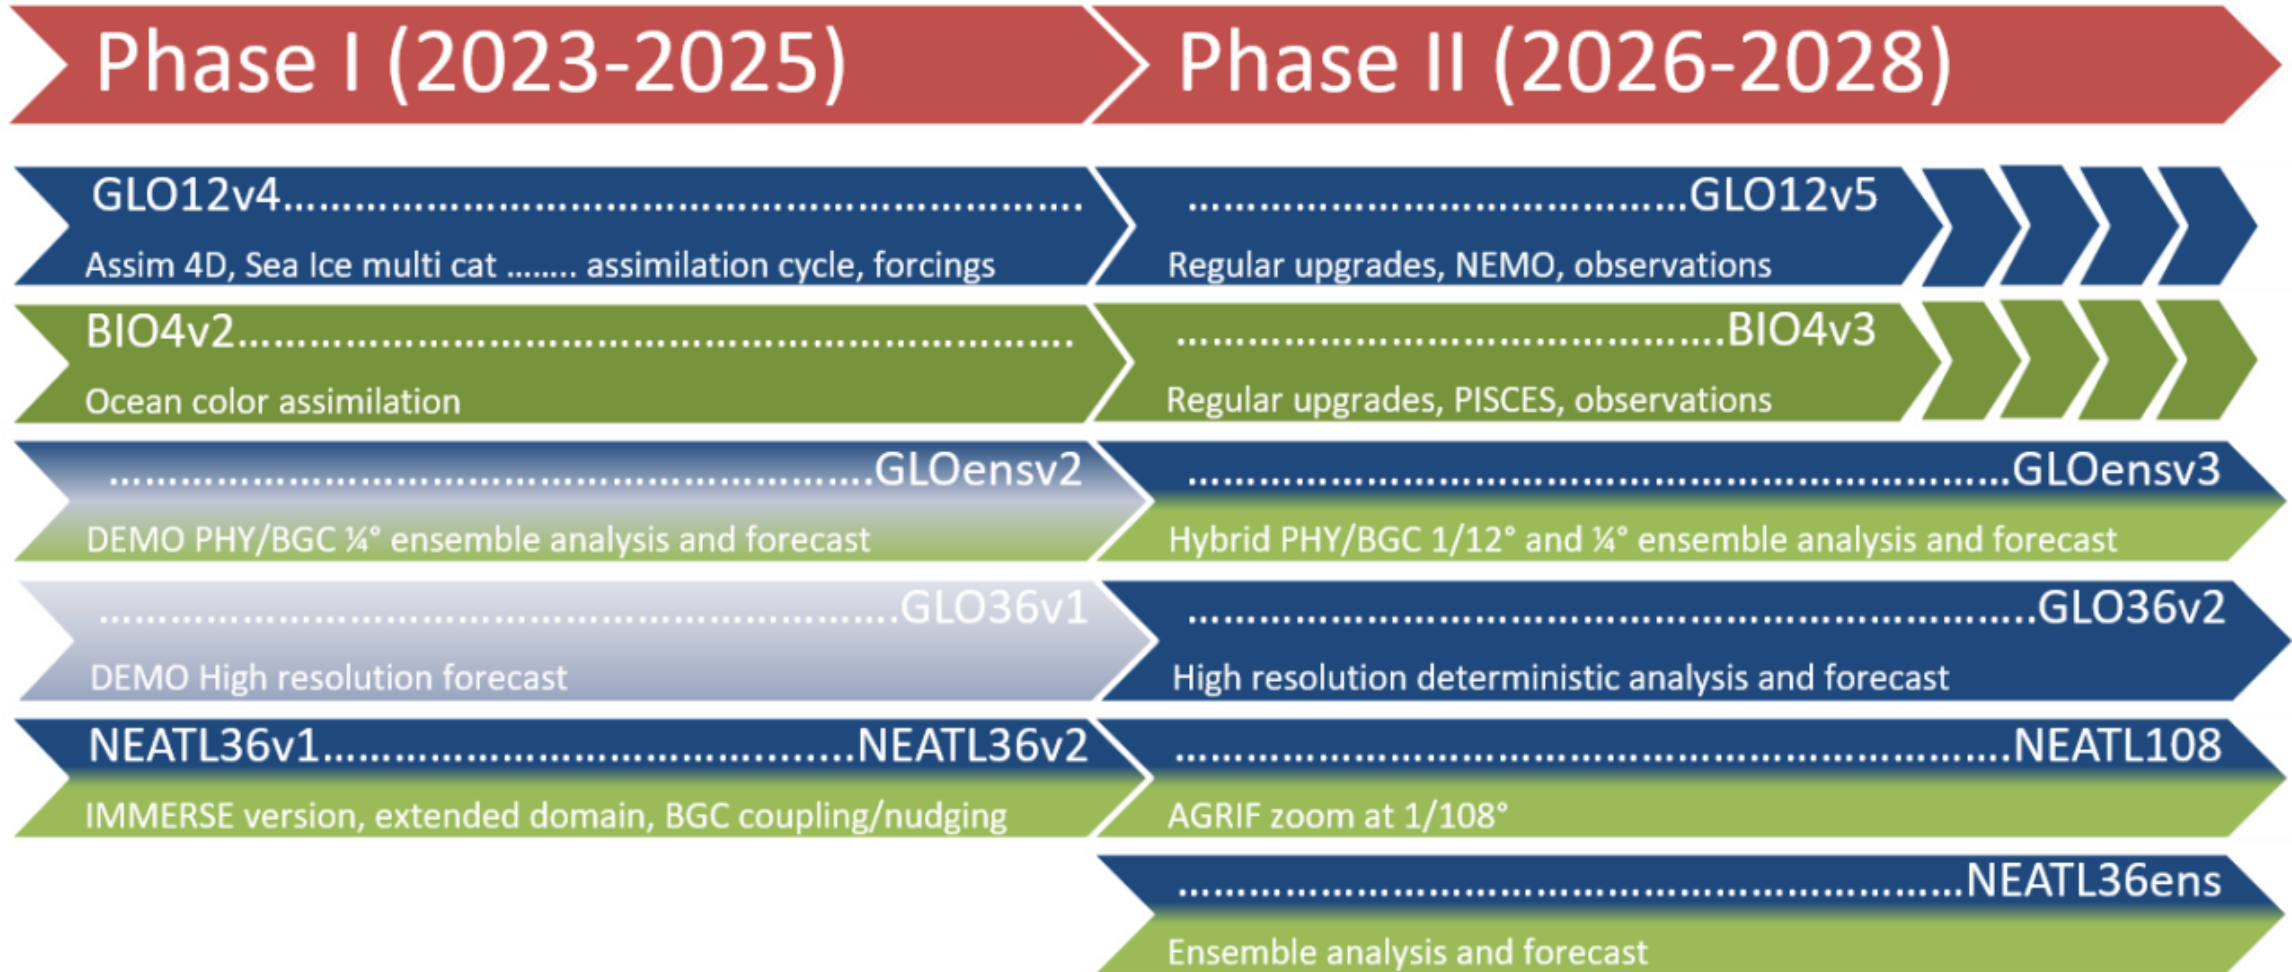 Phase I (2023-2025) Phase II (2026-2028)
GLO12v4................................................................... ..........................................GLO12v5
Assim 4D, Sea Ice multi cat ........ assimilation cycle, forcings Regular upgrades, NEMO, observations
BIO4v2...................................................................... ..............................................BIO4v3
Ocean color assimilation Regular upgrades, PISCES, observations
................................................................GLOensv2 .....................................................................GLOensv3
DEMO PHY/BGC ¼° ensemble analysis and forecast Hybrid PHY/BGC 1/12° and ¼° ensemble analysis and forecast
...................................................................GLO36v1 .......................................................................GLO36v2
DEMO High resolution forecast High resolution deterministic analysis and forecast
NEATL36v1.............................................NEATL36v2 ......................................................................NEATL108
IMMERSE version, extended domain, BGC coupling/nudging AGRIF zoom at 1/108°
..................................................................NEATL36ens
Ensemble analysis and forecast